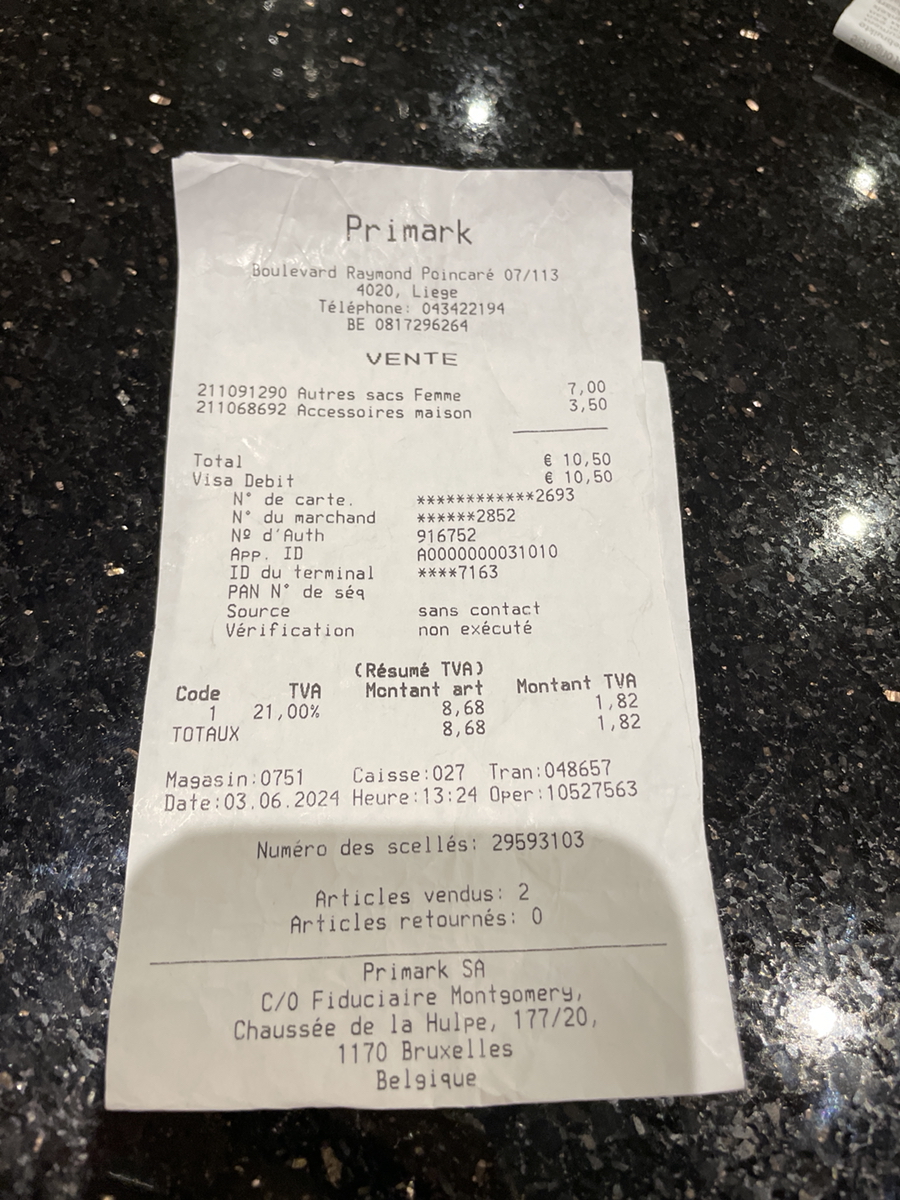 Primark
Boulevard Raymond Poincaré 07/113
4020, Liege
Téléphone: 043422194
BE 0817296264
VENTE
211091290 Autres sacs Femme 7,00
211068692 Accessoires maison 3,50
Total € 10,50
Visa Debit € 10,50
N° de carte. ************2693
N° du marchand ******2852
Nº d'Auth 916752
App. ID A0000000031010
ID du terminal ****7163
PAN N° de séq
Source sans contact
Vérification non exécuté
(Résumé TVA)
Code TVA Montant art Montant TVA
1 21,00% 8,68 1,82
TOTAUX 8,68 1,82
Magasin:0751 Caisse:027 Tran:048657
Date:03.06.2024 Heure:13:24 Oper:10527563
Numéro des scellés: 29593103
Articles vendus: 2
Articles retournés: 0
Primark SA
C/O Fiduciaire Montgomery,
Chaussée de la Hulpe, 177/20,
1170 Bruxelles
Belgique